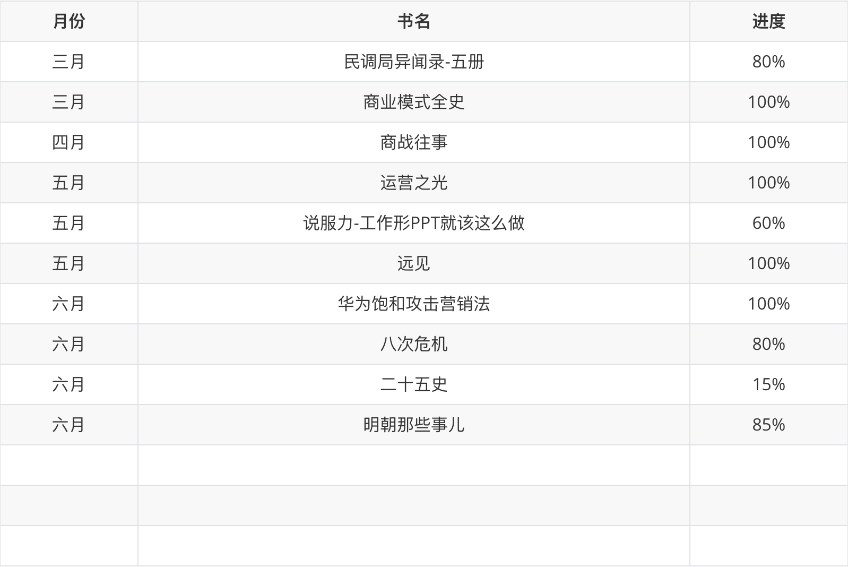 月份 书名 进度
三月 民调局异闻录-五册 80%
三月 商业模式全史 100%
四月 商战往事 100%
五月 运营之光 100%
五月 说服力-工作形PPT就该这么做 60%
五月 远见 100%
六月 华为饱和攻击营销法 100%
六月 八次危机 80%
六月 二十五史 15%
六月 明朝那些事儿 85%